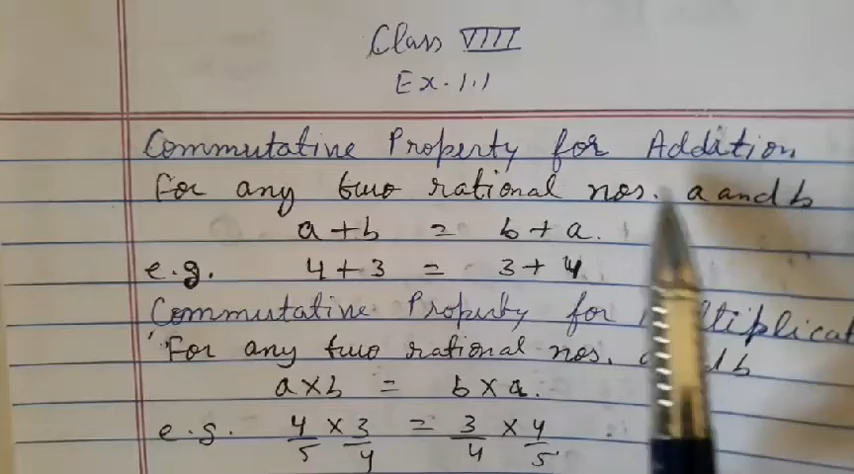 Class VIII
Ex. 1.1
Commutative Property for Addition
For any two rational nos. a and b
a + b = b + a.
e.g. 4 + 3 = 3 + 4
Commutative Property for
For any two rational nos. b
a x b = b x a.
e.g. 4/5 x 3/4 = 3/4 x 4/5